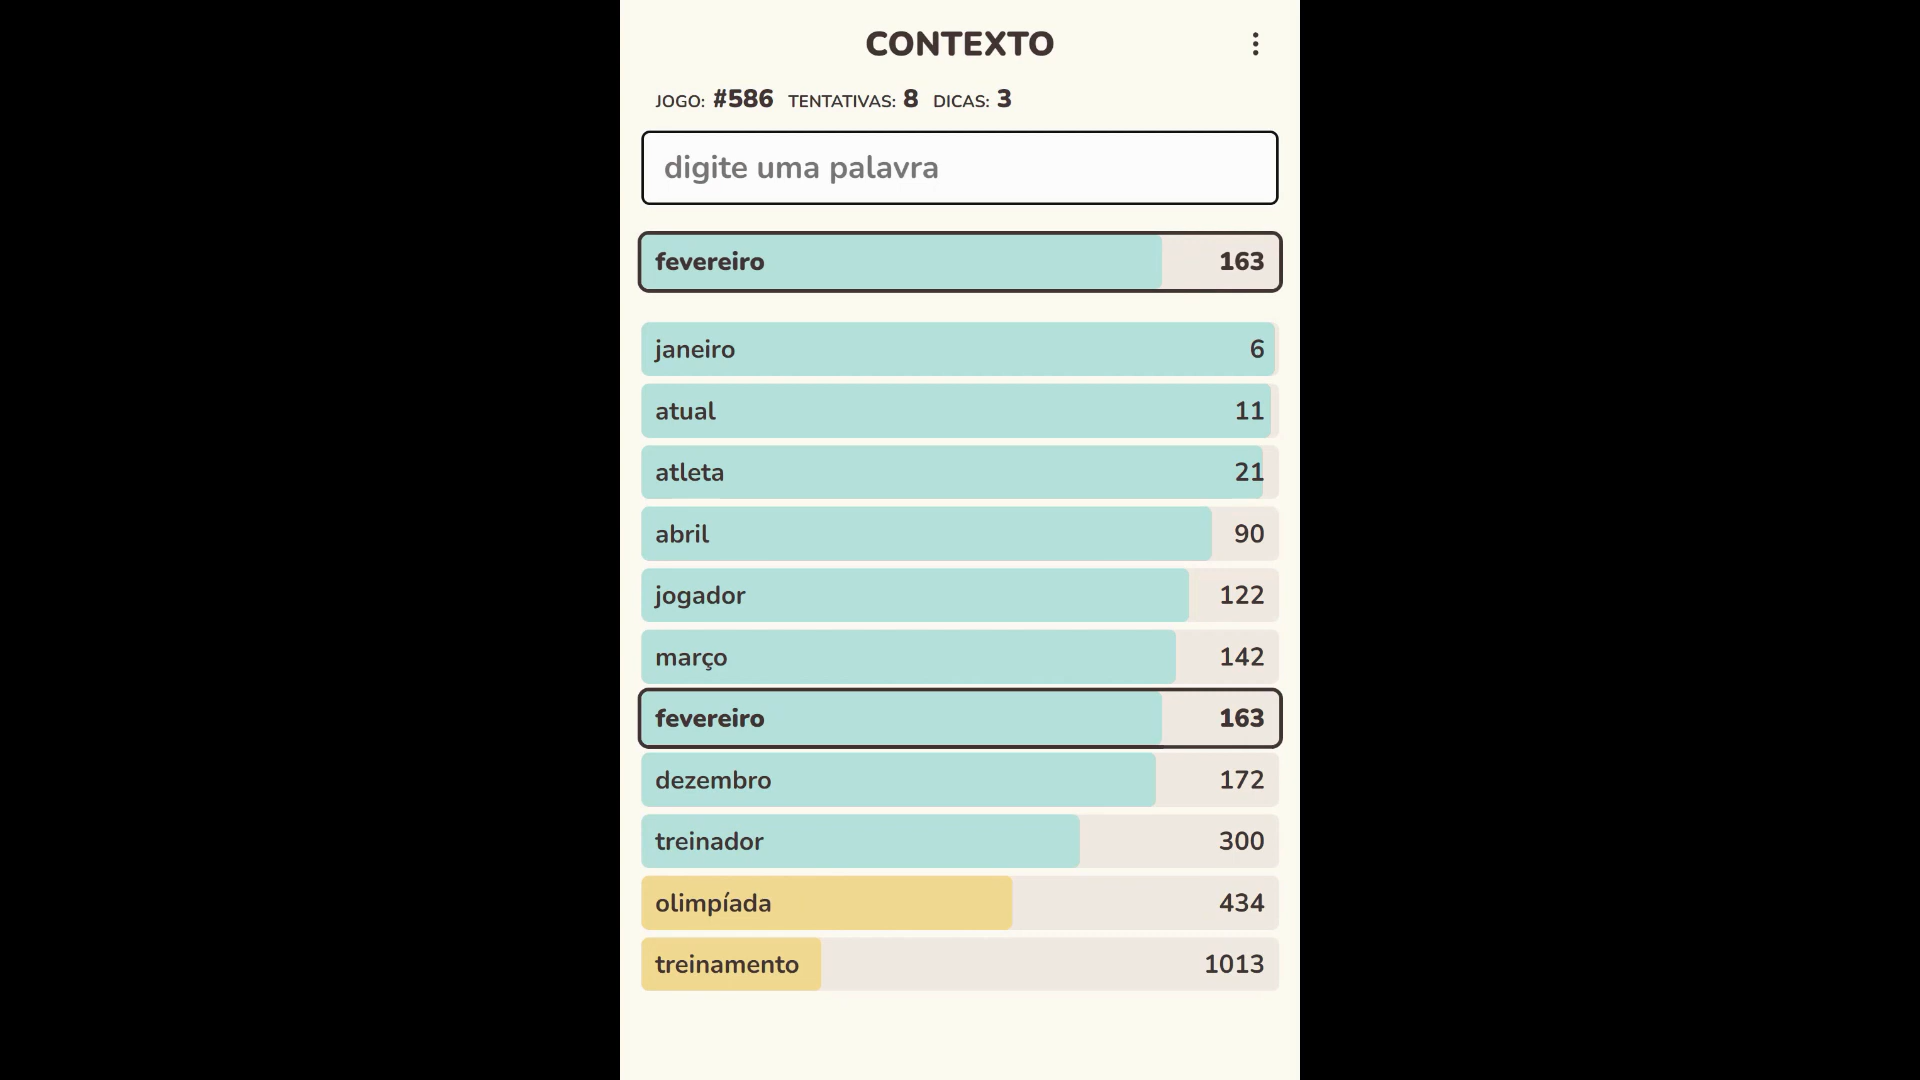 CONTEXTO
JOGO: #586 TENTATIVAS: 8 DICAS: 3
digite uma palavra
fevereiro 163
janeiro 6
atual 11
atleta 21
abril 90
jogador 122
março 142
fevereiro 163
dezembro 172
treinador 300
olimpíada 434
treinamento 1013